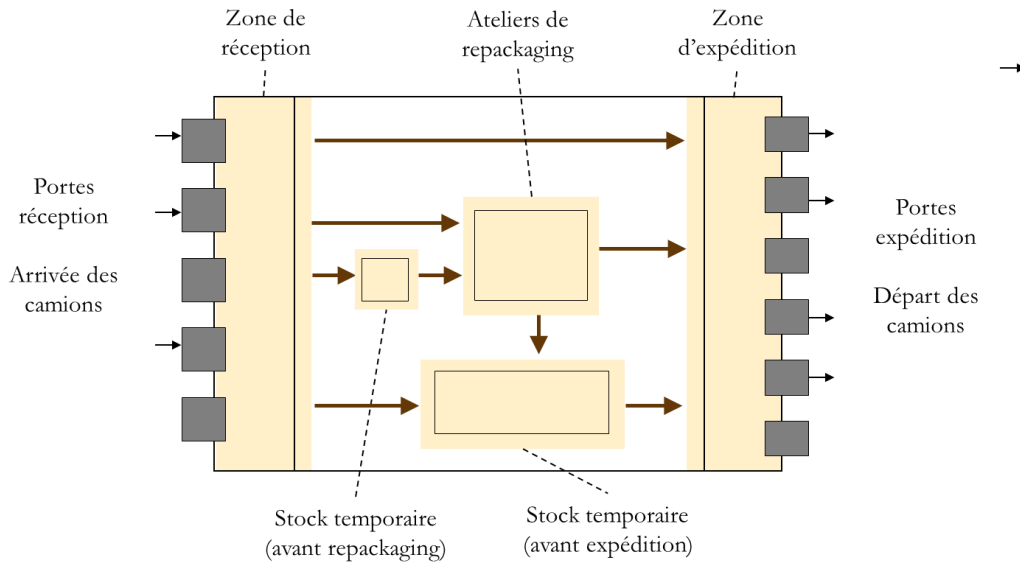 Zone de
réception
Ateliers de
repackaging
Zone
d'expédition
Portes
réception
Arrivée des
camions
Portes
expédition
Départ des
camions
Stock temporaire
(avant repackaging)
Stock temporaire
(avant expédition)